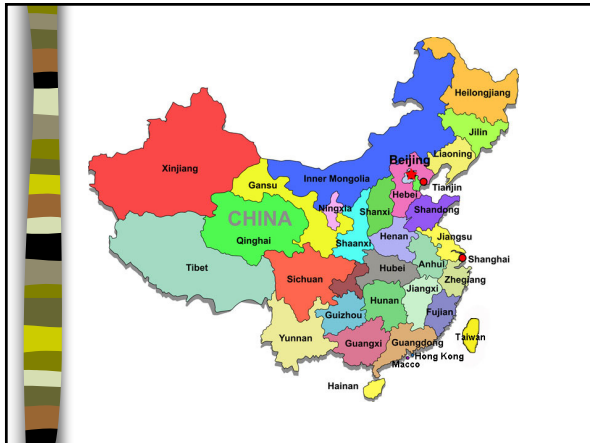 Heilongjiang
Jilin
Liaoning
Beijing
Xinjiang
Inner Mongolia
Gansu
Tianjin
Hebei
Ningxia
Shanxi
Shandong
CHINA
Qinghai
Shaanxi
Henan
Jiangsu
Shanghai
Tibet
Sichuan
Hubei
Anhui
Zhegiang
Jiangxi
Hunan
Guizhou
Fujian
Yunnan
Guangxi
Guangdong
Taiwan
Hong Kong
Macco
Hainan